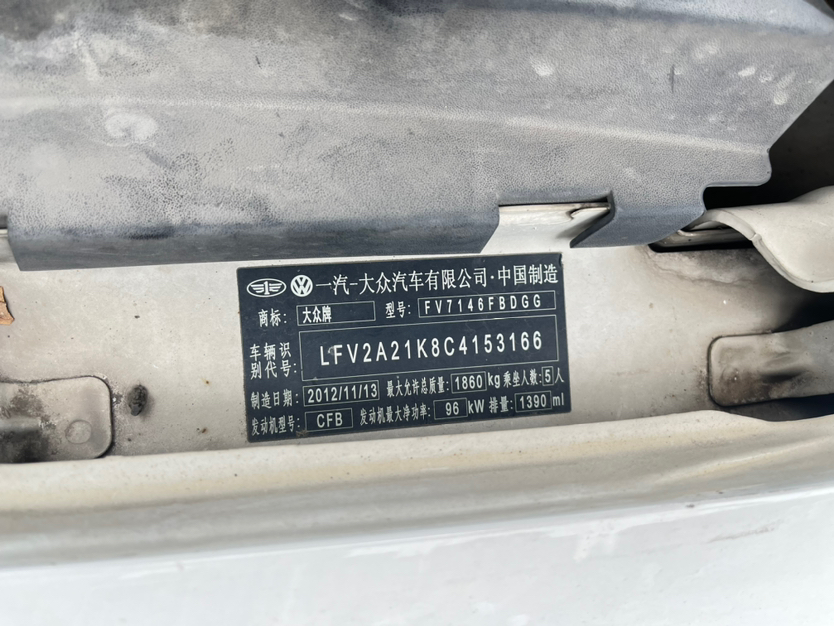 一汽-大众汽车有限公司·中国制造
商标: 大众牌 型号: FV7146FBDGG
车辆识别代号: LFV2A21K8C4153166
制造日期: 2012/11/13 最大允许总质量: 1860 kg 乘坐人数: 5 人
发动机型号: CFB 发动机最大净功率: 96 kW 排量: 1390 ml